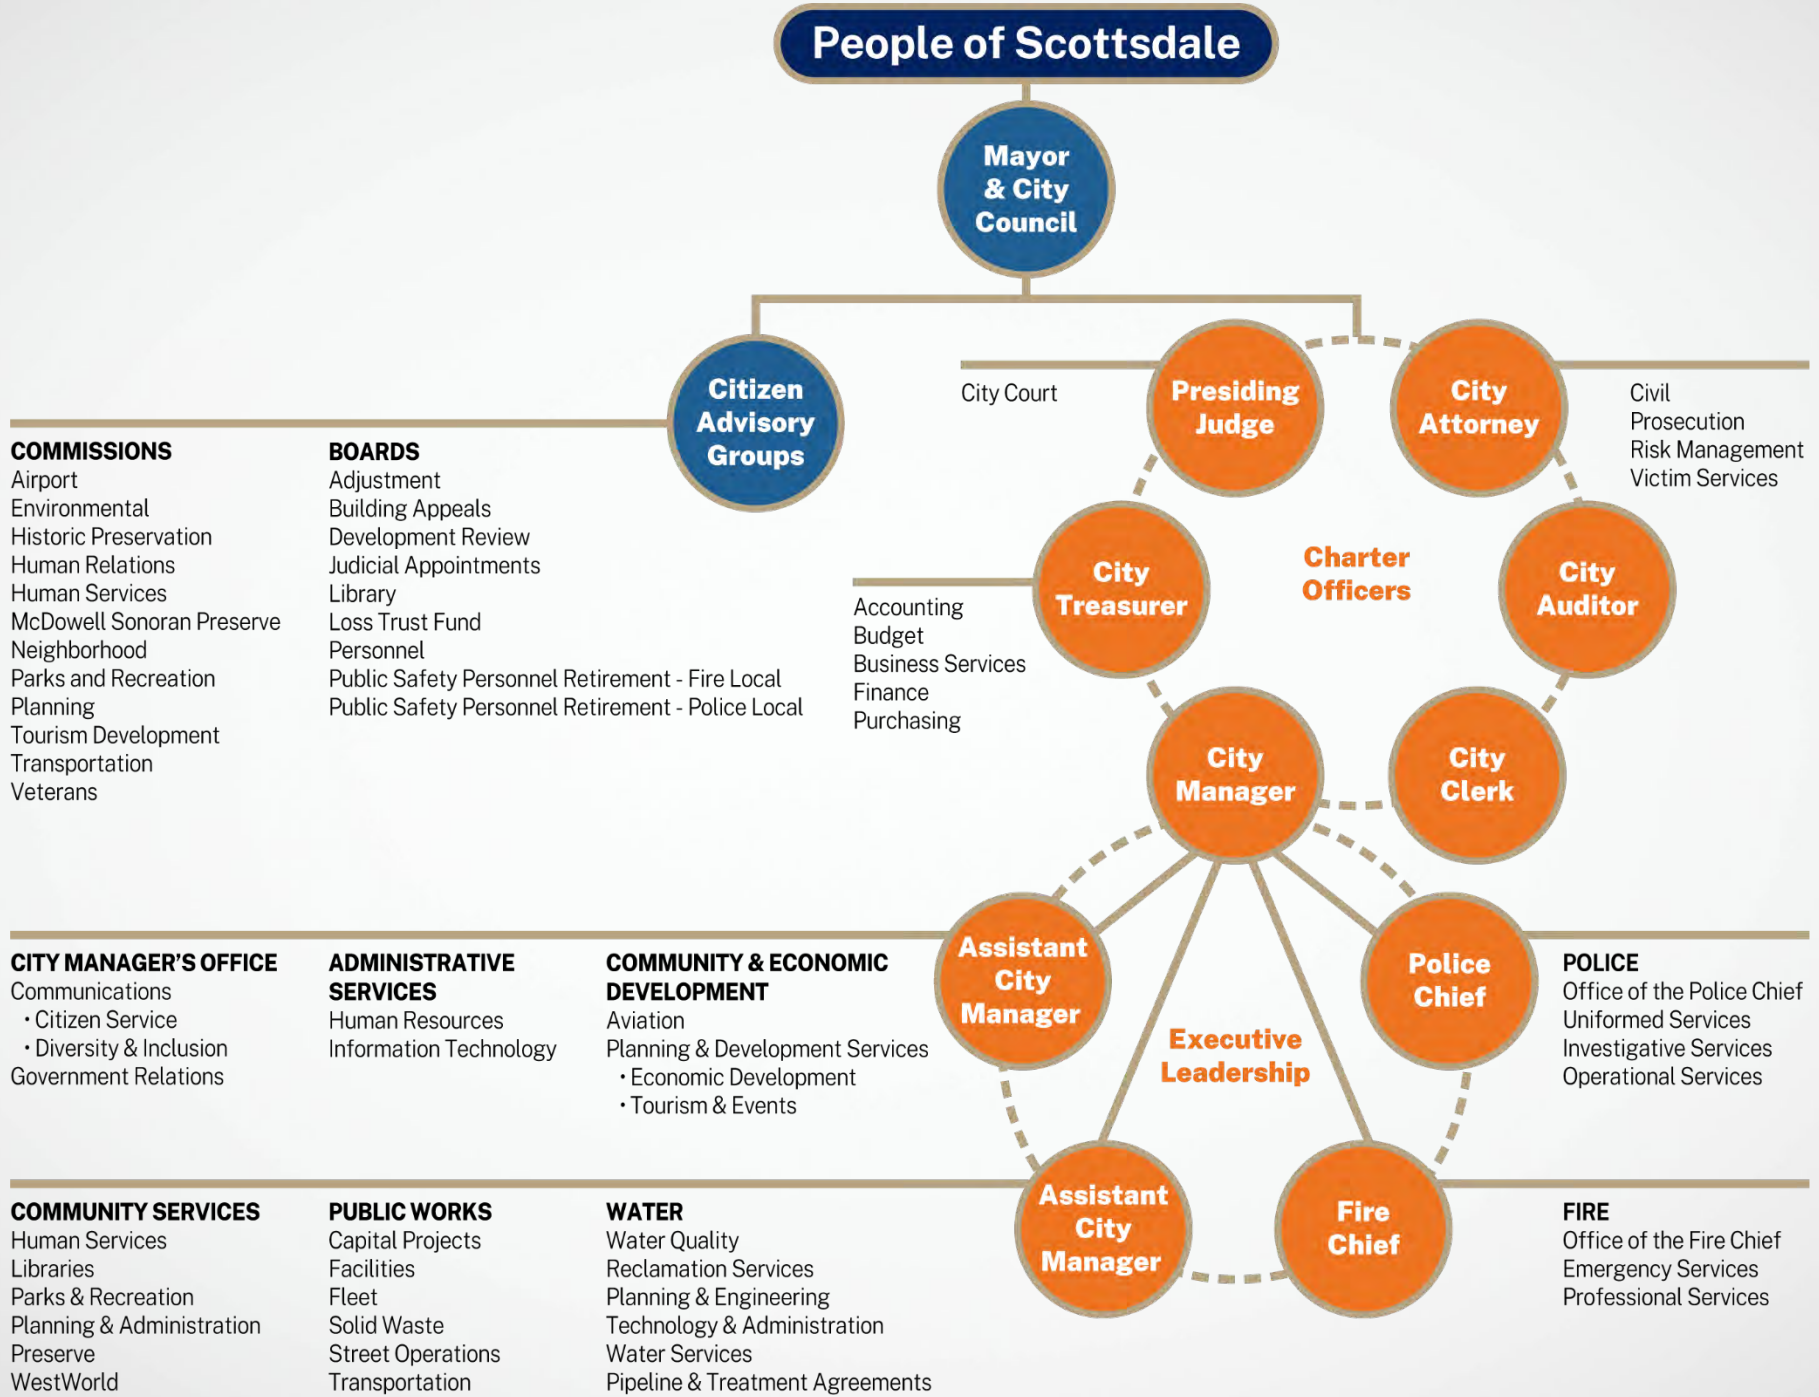 People of Scottsdale
Mayor
& City
Council
Citizen
Advisory
Groups
COMMISSIONS
Airport
Environmental
Historic Preservation
Human Relations
Human Services
McDowell Sonoran Preserve
Neighborhood
Parks and Recreation
Planning
Tourism Development
Transportation
Veterans
BOARDS
Adjustment
Building Appeals
Development Review
Judicial Appointments
Library
Loss Trust Fund
Personnel
Public Safety Personnel Retirement - Fire Local
Public Safety Personnel Retirement - Police Local
City Court
Presiding
Judge
City
Attorney
Civil
Prosecution
Risk Management
Victim Services
Charter
Officers
City
Treasurer
Accounting
Budget
Business Services
Finance
Purchasing
City
Auditor
City
Manager
City
Clerk
Assistant
City
Manager
CITY MANAGER'S OFFICE
Communications
• Citizen Service
• Diversity & Inclusion
Government Relations
ADMINISTRATIVE
SERVICES
Human Resources
Information Technology
COMMUNITY & ECONOMIC
DEVELOPMENT
Aviation
Planning & Development Services
• Economic Development
• Tourism & Events
Executive
Leadership
Police
Chief
POLICE
Office of the Police Chief
Uniformed Services
Investigative Services
Operational Services
Assistant
City
Manager
COMMUNITY SERVICES
Human Services
Libraries
Parks & Recreation
Planning & Administration
Preserve
WestWorld
PUBLIC WORKS
Capital Projects
Facilities
Fleet
Solid Waste
Street Operations
Transportation
WATER
Water Quality
Reclamation Services
Planning & Engineering
Technology & Administration
Water Services
Pipeline & Treatment Agreements
Fire
Chief
FIRE
Office of the Fire Chief
Emergency Services
Professional Services